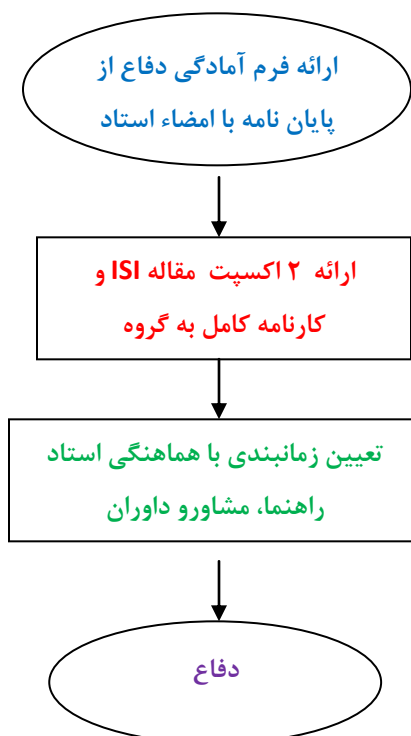 ارائه فرم آمادگی دفاع از
پایان نامه با امضاء استاد
ارائه ۲ اکسپت مقاله ISI و
کارنامه کامل به گروه
تعیین زمانبندی با هماهنگی استاد
راهنما، مشاورو داوران
دفاع